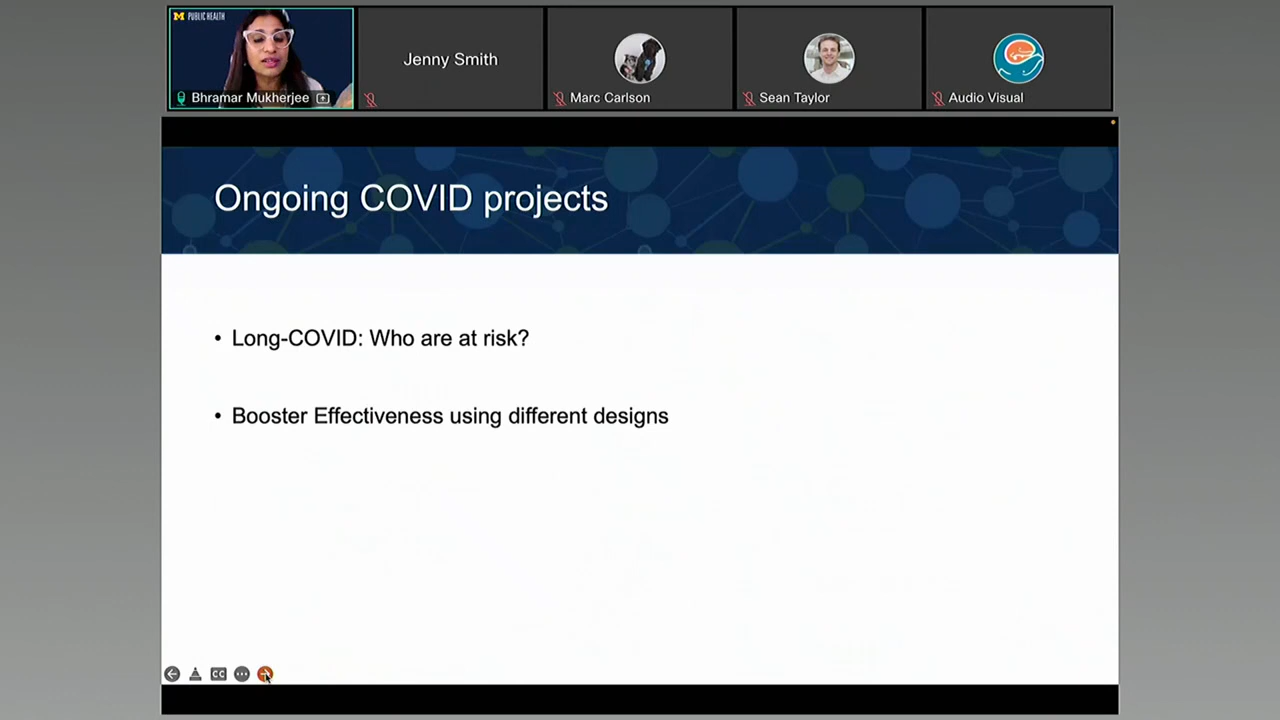 M PUBLIC HEALTH
Bhramar Mukherjee
Jenny Smith
Marc Carlson
Sean Taylor
Audio Visual
Ongoing COVID projects
• Long-COVID: Who are at risk?
• Booster Effectiveness using different designs
CC